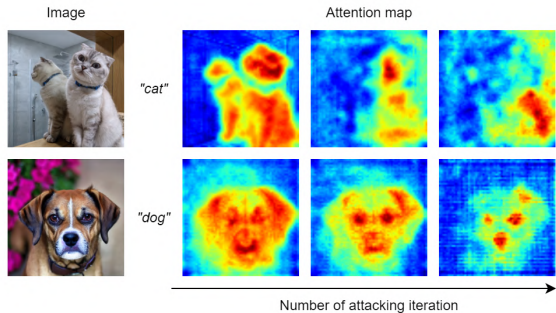 Image
Attention map
"cat"
"dog"
Number of attacking iteration